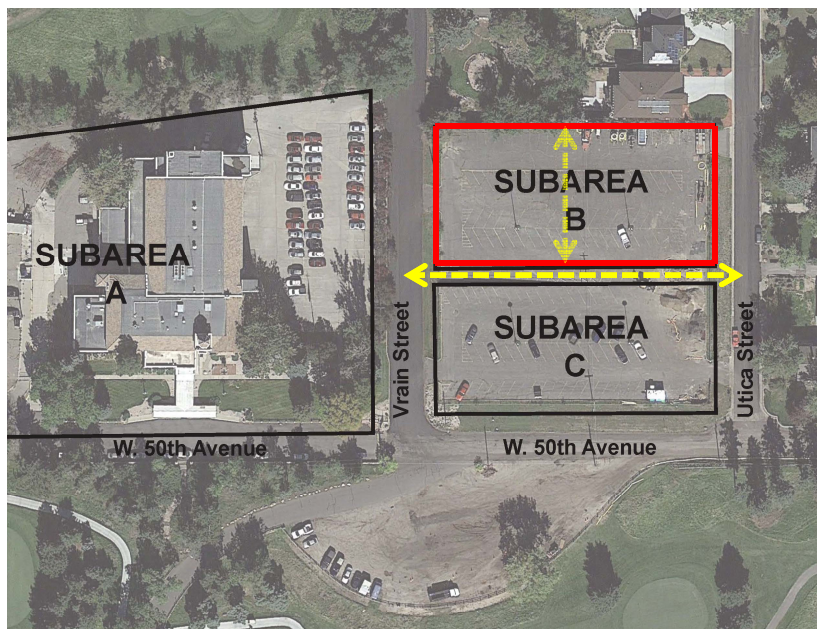 SUBAREA
B
SUBAREA
A
SUBAREA
C
Vrain Street
Utica Street
W. 50th Avenue
W. 50th Avenue